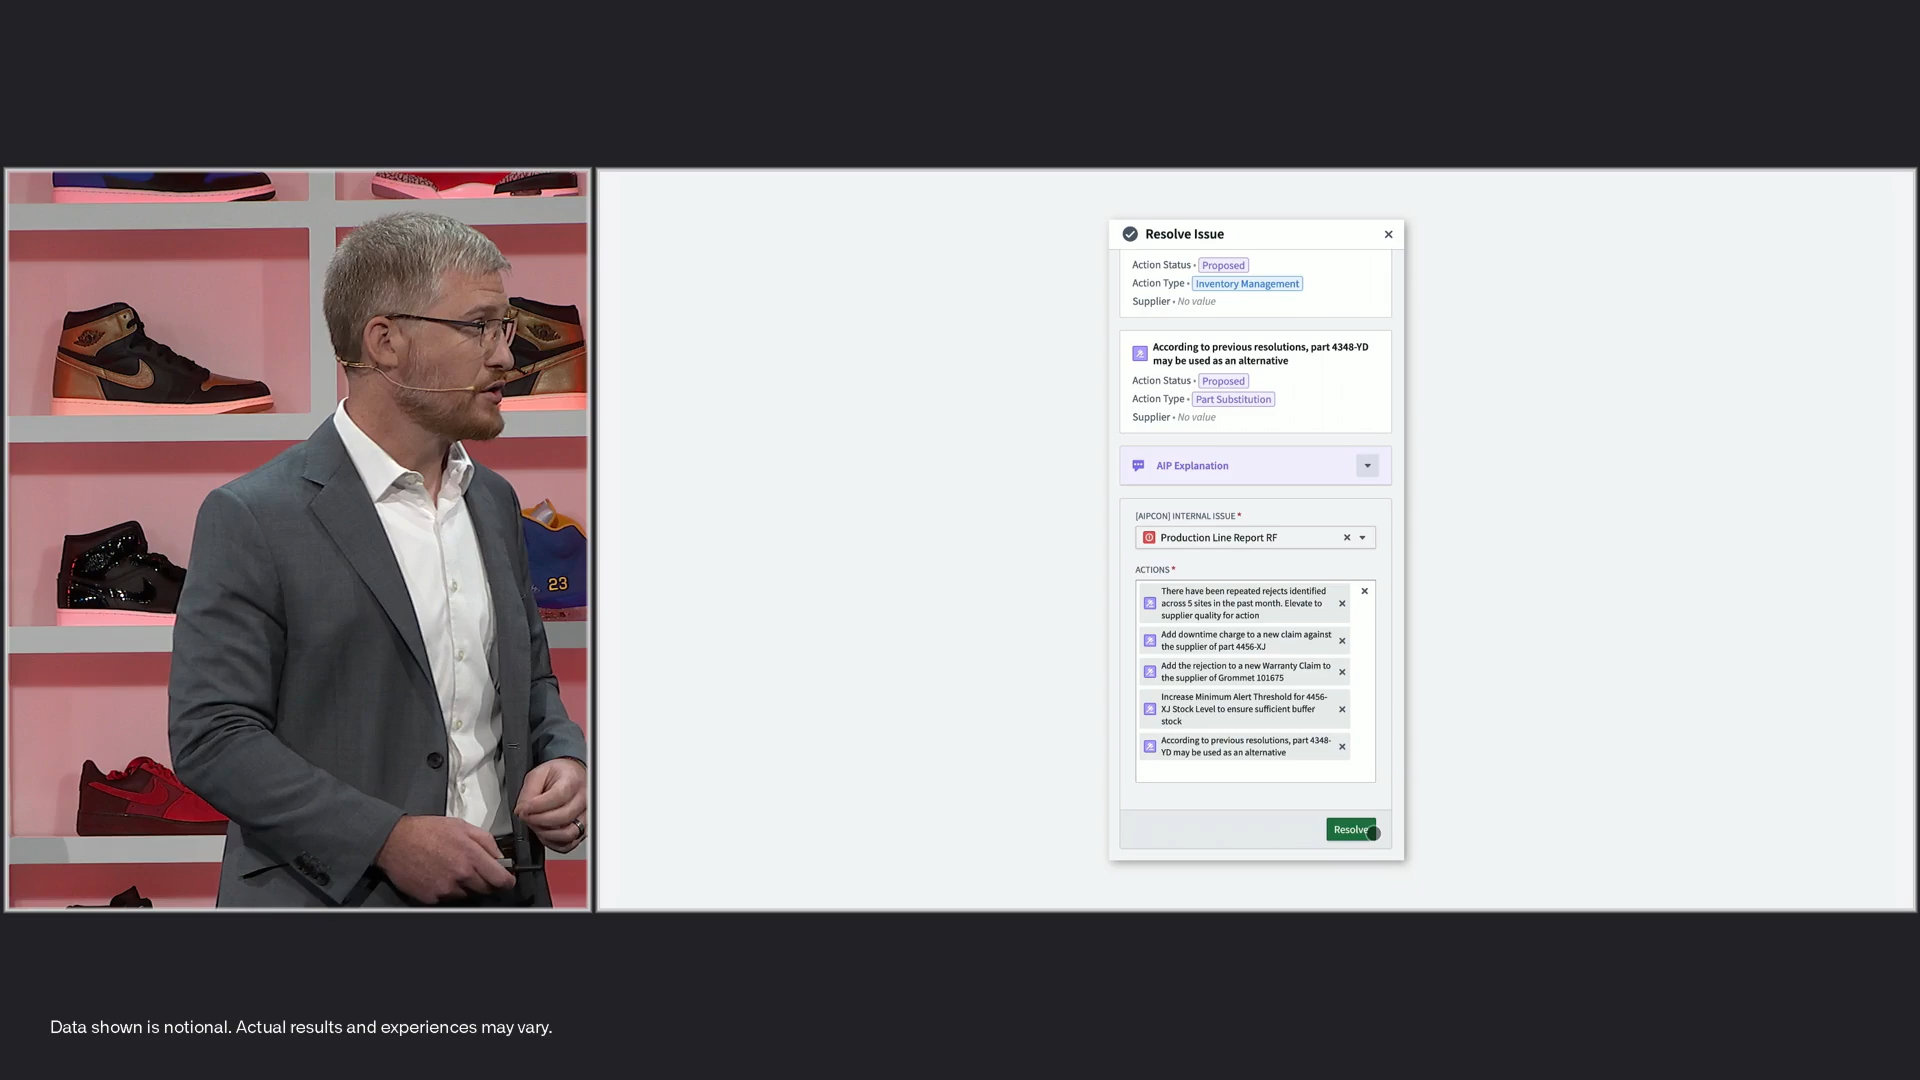 Resolve Issue
Action Status • Proposed
Action Type • Inventory Management
Supplier • No value
According to previous resolutions, part 4348-YD
may be used as an alternative
Action Status • Proposed
Action Type • Part Substitution
Supplier • No value
AIP Explanation
[AIPCON] INTERNAL ISSUE *
Production Line Report RF
ACTIONS *
There have been repeated rejects identified
across 5 sites in the past month. Elevate to
supplier quality for action
Add downtime charge to a new claim against
the supplier of part 4456-XJ
Add the rejection to a new Warranty Claim to
the supplier of Grommet 101675
Increase Minimum Alert Threshold for 4456-
XJ Stock Level to ensure sufficient buffer
stock
According to previous resolutions, part 4348-
YD may be used as an alternative
Resolve
23
Data shown is notional. Actual results and experiences may vary.